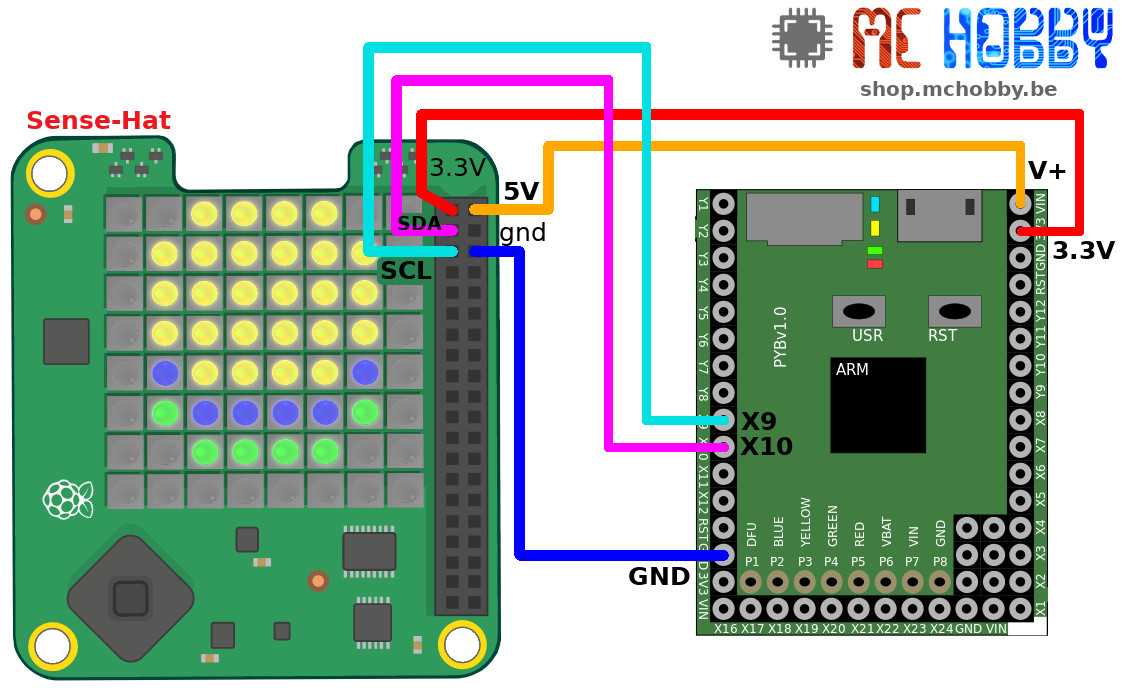 MC HOBBY
shop.mchobby.be
Sense-Hat
3.3V
5V
SDA
gnd
SCL
V+
3.3V
X9
X10
GND
PYBv1.0
USR
RST
ARM
Y1
Y2
Y3
Y4
Y5
Y6
Y7
Y8
X11
X12
RST
3V3
VIN
VIN
GND
RST
Y12
Y11
Y10
Y9
X8
X7
X6
X5
X4
X3
X2
X1
DFU
BLUE
YELLOW
GREEN
RED
VBAT
VIN
GND
P1 P2 P3 P4 P5 P6 P7 P8
X16 X17 X18 X19 X20 X21 X22 X23 X24 GND VIN